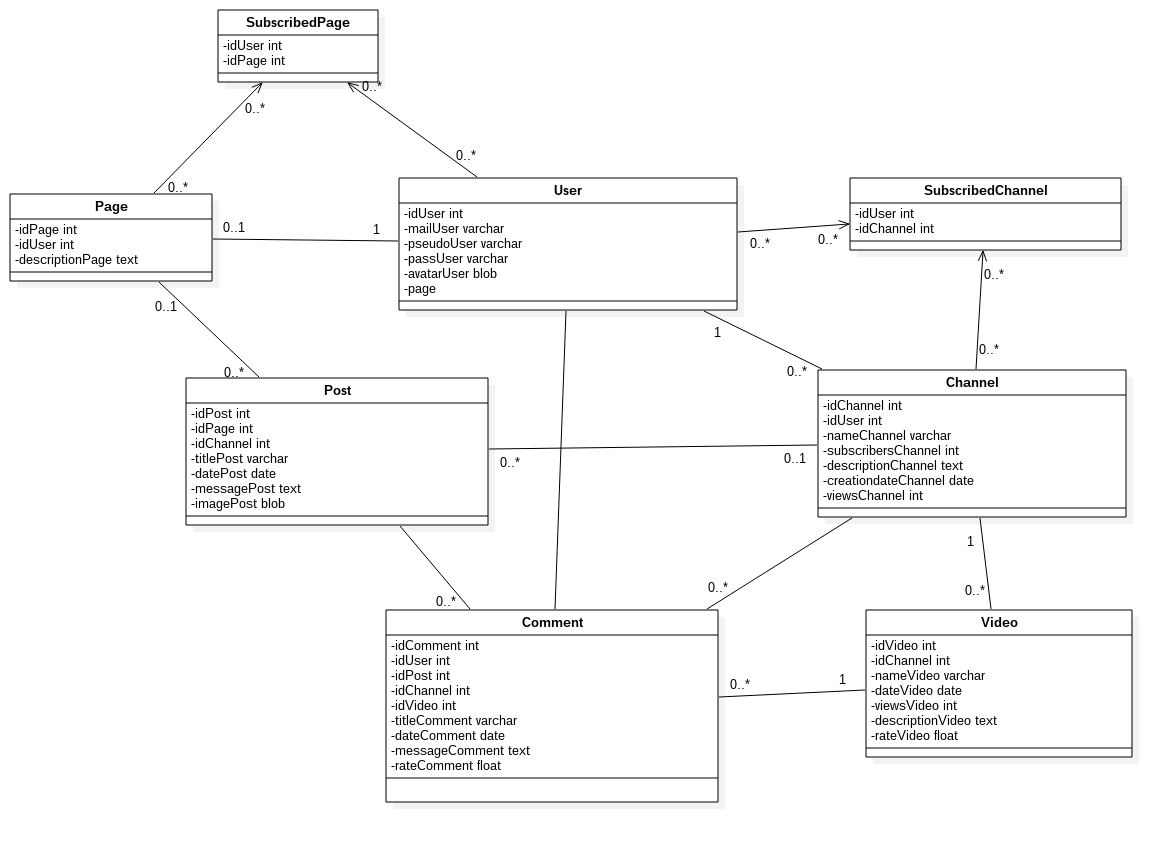 SubscribedPage
-idUser int
-idPage int
0..*
0..*
0..*
0..*
Page
-idPage int
-idUser int
-descriptionPage text
0..1
1
User
-idUser int
-mailUser varchar
-pseudoUser varchar
-passUser varchar
-avatarUser blob
-page
0..*
0..*
SubscribedChannel
-idUser int
-idChannel int
0..*
0..*
0..1
0..*
1
0..*
Post
-idPost int
-idPage int
-idChannel int
-titlePost varchar
-datePost date
-messagePost text
-imagePost blob
0..*
0..1
Channel
-idChannel int
-idUser int
-nameChannel varchar
-subscribersChannel int
-descriptionChannel text
-creationdateChannel date
-viewsChannel int
0..*
0..*
1
0..*
Comment
-idComment int
-idUser int
-idPost int
-idChannel int
-idVideo int
-titleComment varchar
-dateComment date
-messageComment text
-rateComment float
0..*
1
Video
-idVideo int
-idChannel int
-nameVideo varchar
-dateVideo date
-viewsVideo int
-descriptionVideo text
-rateVideo float